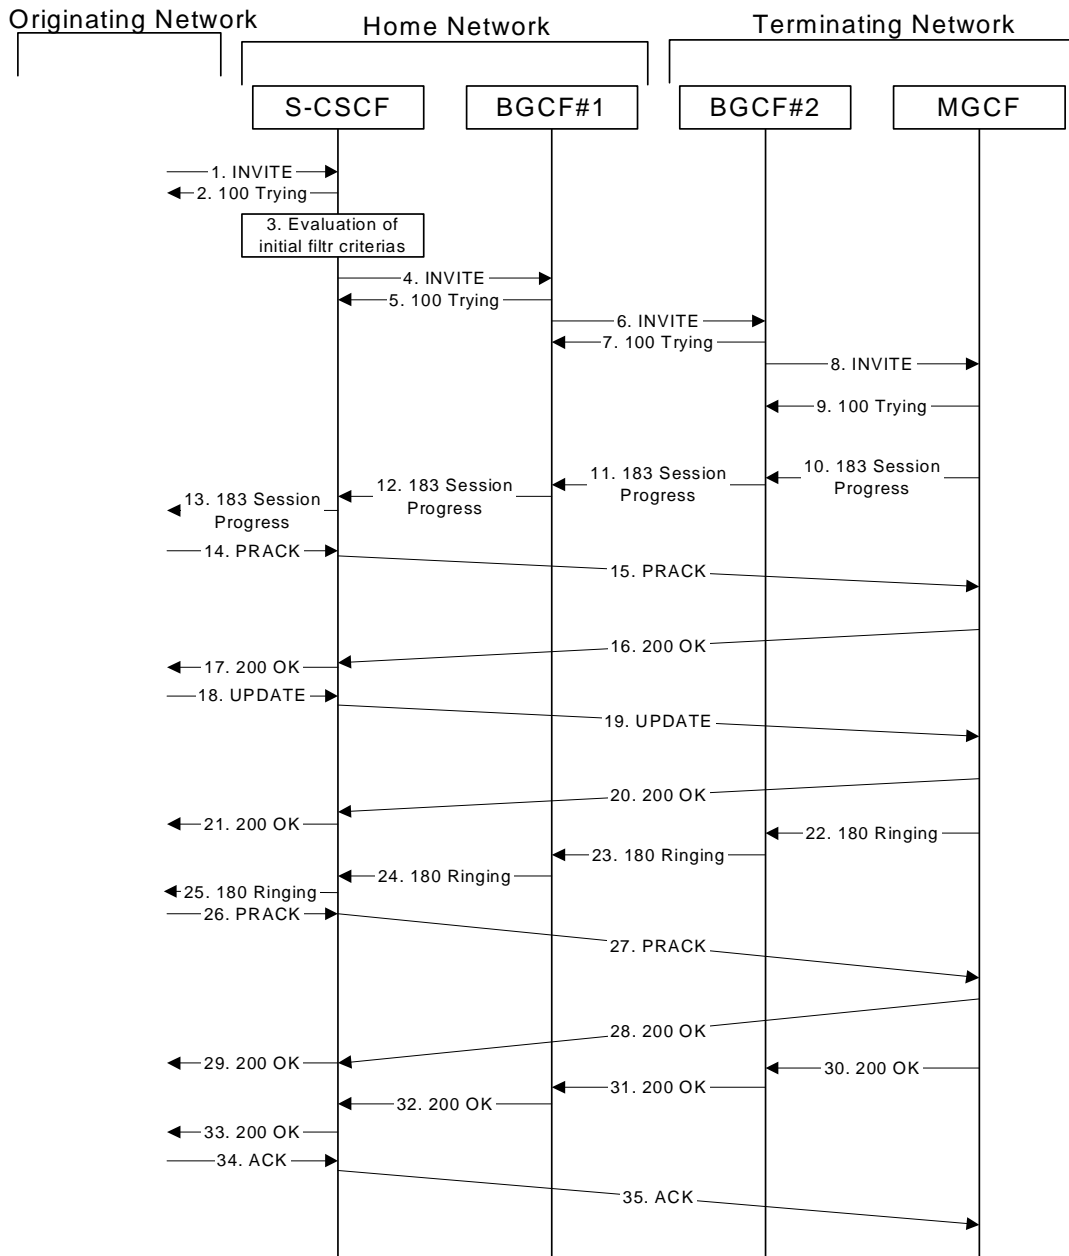 Originating Network
Home Network
Terminating Network
S-CSCF
BGCF#1
BGCF#2
MGCF
1. INVITE
2. 100 Trying
3. Evaluation of
initial filtr criterias
4. INVITE
5. 100 Trying
6. INVITE
7. 100 Trying
8. INVITE
9. 100 Trying
10. 183 Session
Progress
11. 183 Session
Progress
12. 183 Session
Progress
13. 183 Session
Progress
14. PRACK
15. PRACK
16. 200 OK
17. 200 OK
18. UPDATE
19. UPDATE
20. 200 OK
21. 200 OK
22. 180 Ringing
23. 180 Ringing
24. 180 Ringing
25. 180 Ringing
26. PRACK
27. PRACK
28. 200 OK
29. 200 OK
30. 200 OK
31. 200 OK
32. 200 OK
33. 200 OK
34. ACK
35. ACK